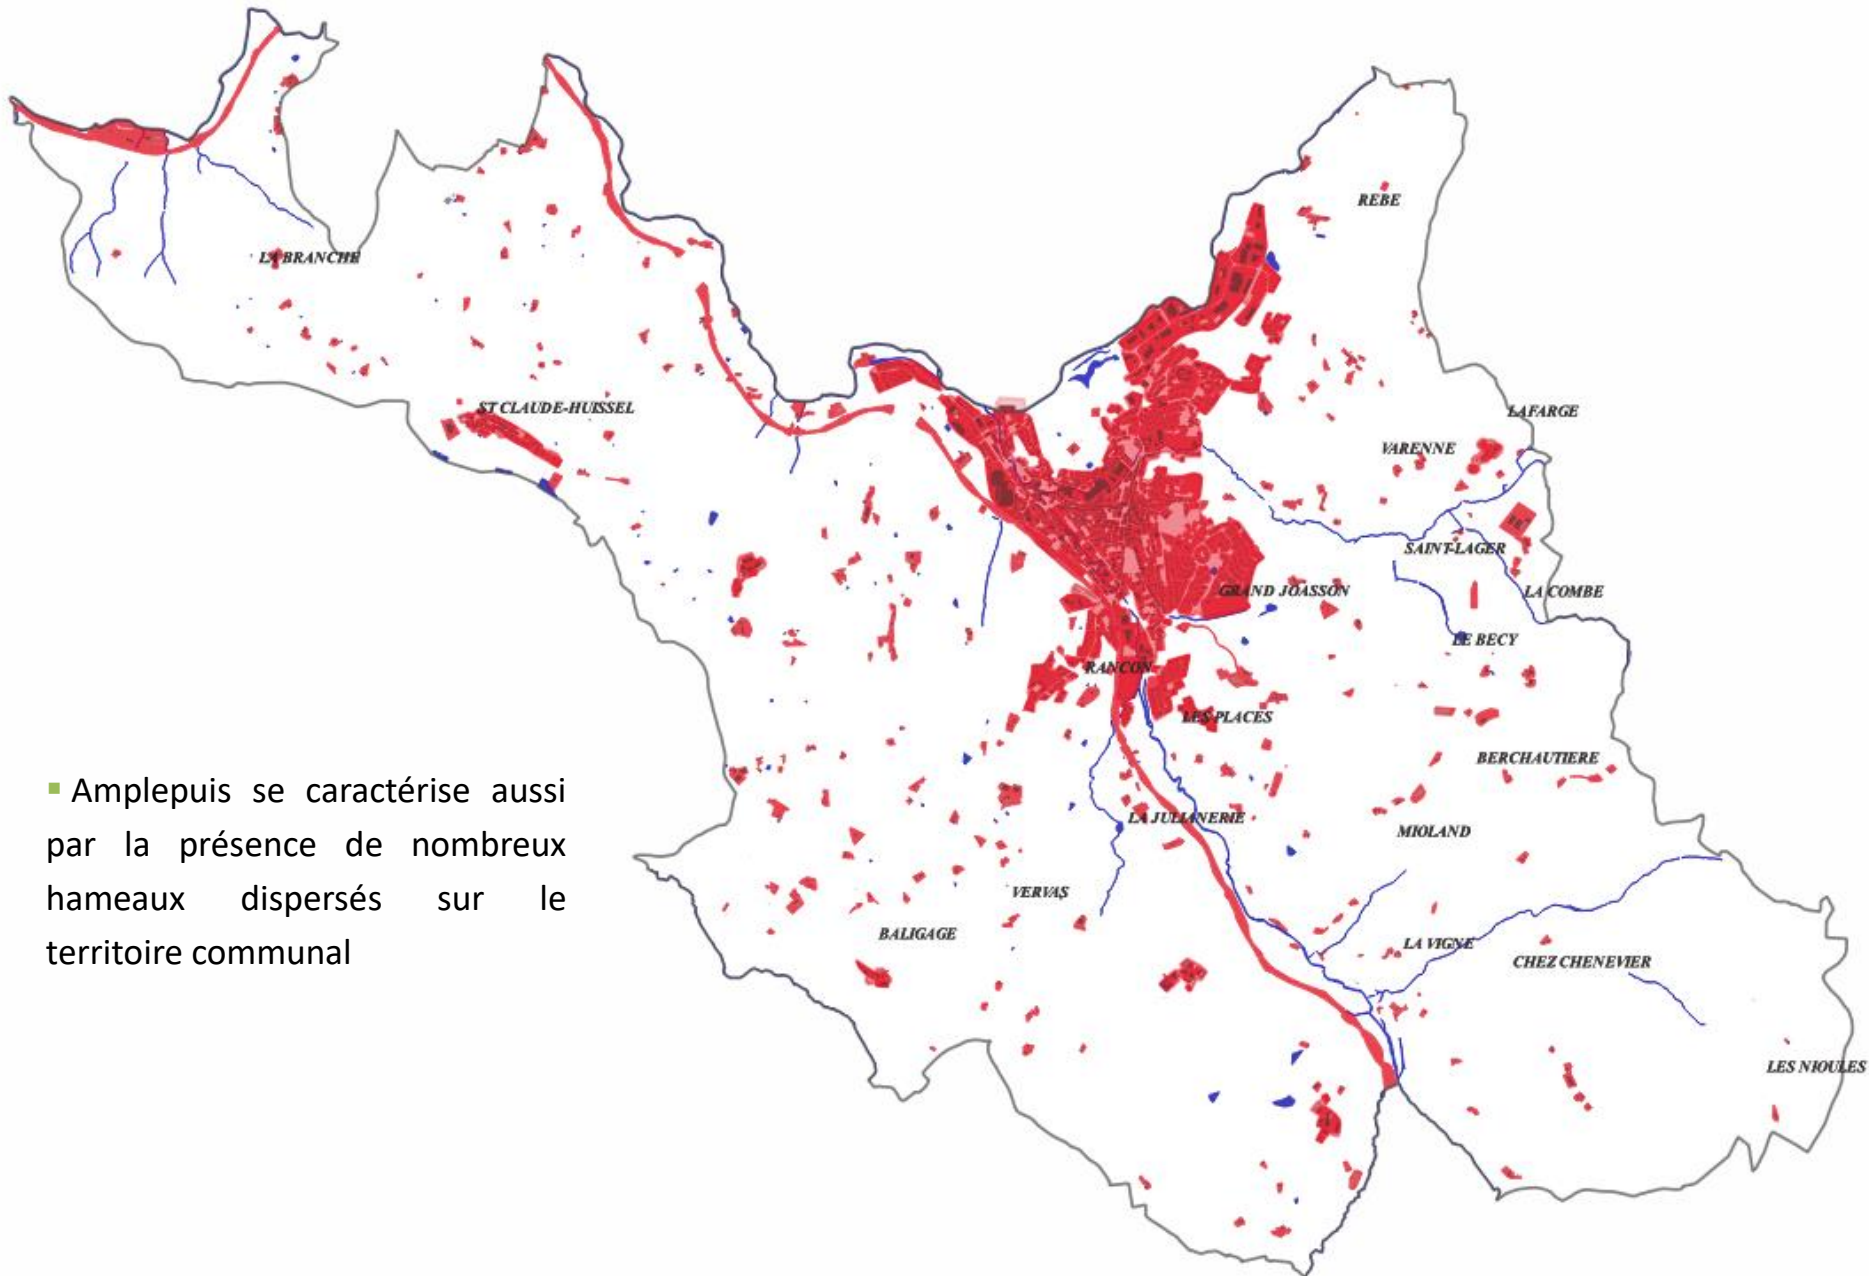 REBE
LA BRANCHE
ST CLAUDE-HUISSEL
LAFARGE
VARENNE
SAINT-LAGER
GRAND JOASSON
LA COMBE
LE BECY
RANCON
LES PLACES
BERCHAUTIERE
▪ Amplepuis se caractérise aussi
par la présence de nombreux
hameaux dispersés sur le
territoire communal
LA JULIANERIE
MIOLAND
VERVAS
BALIGAGE
LA VIGNE
CHEZ CHENEVIER
LES NIOULES